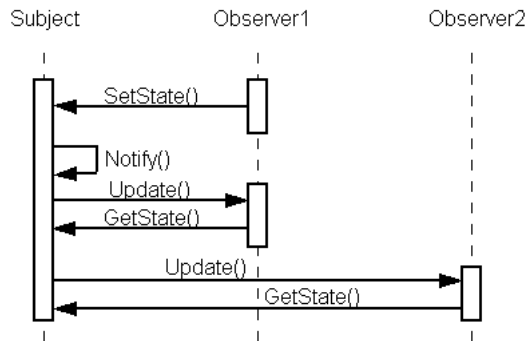 Subject Observer1 Observer2
SetState()
Notify()
Update()
GetState()
Update()
GetState()